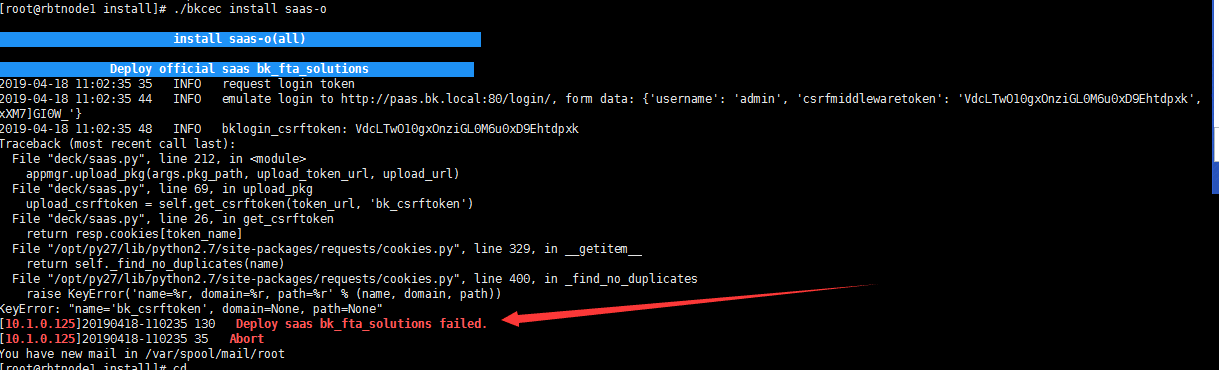 [root@rbtnode1 install]# ./bkcec install saas-o
install saas-o(all)
Deploy official saas bk_fta_solutions
2019-04-18 11:02:35 35   INFO   request login token
2019-04-18 11:02:35 44   INFO   emulate login to http://paas.bk.local:80/login/, form data: {'username': 'admin', 'csrfmiddlewaretoken': 'VdcLTwO10gxOnziGL0M6u0xD9Ehtdpxk',
xXM7]GI0W_'}
2019-04-18 11:02:35 48   INFO   bklogin_csrftoken: VdcLTwO10gxOnziGL0M6u0xD9Ehtdpxk
Traceback (most recent call last):
  File "deck/saas.py", line 212, in <module>
    appmgr.upload_pkg(args.pkg_path, upload_token_url, upload_url)
  File "deck/saas.py", line 69, in upload_pkg
    upload_csrftoken = self.get_csrftoken(token_url, 'bk_csrftoken')
  File "deck/saas.py", line 26, in get_csrftoken
    return resp.cookies[token_name]
  File "/opt/py27/lib/python2.7/site-packages/requests/cookies.py", line 329, in __getitem__
    return self._find_no_duplicates(name)
  File "/opt/py27/lib/python2.7/site-packages/requests/cookies.py", line 400, in _find_no_duplicates
    raise KeyError('name=%r, domain=%r, path=%r' % (name, domain, path))
KeyError: "name='bk_csrftoken', domain=None, path=None"
[10.1.0.125]20190418-110235 130   Deploy saas bk_fta_solutions failed.
[10.1.0.125]20190418-110235 35   Abort
You have new mail in /var/spool/mail/root
[root@rbtnode1 install]# cd